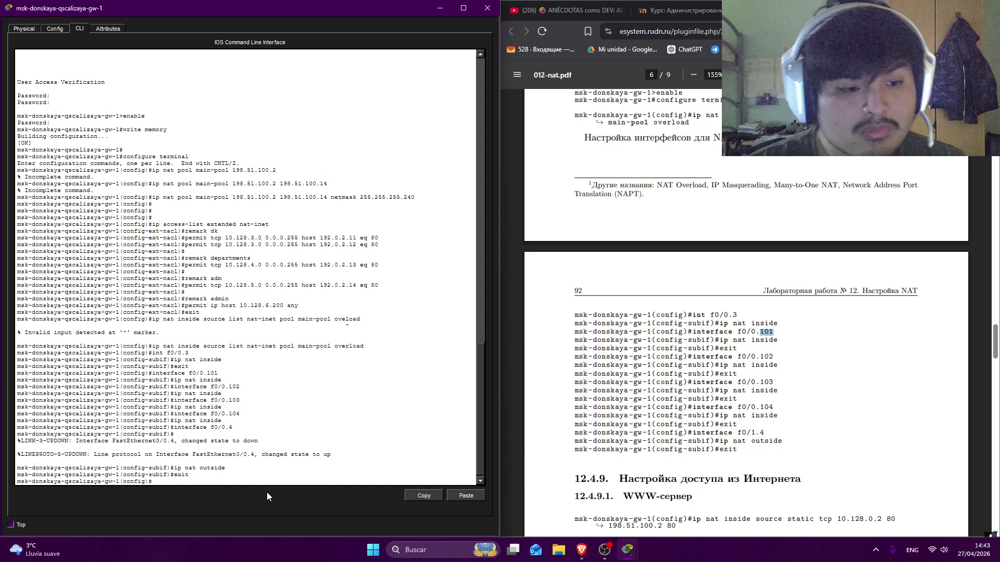 msk-donskaya-qscalizaya-gw-1
Physical
Config
CLI
Attributes
IOS Command Line Interface
User Access Verification
Password:
Password:
msk-donskaya-qscalizaya-gw-1>enable
Password:
msk-donskaya-qscalizaya-gw-1#write memory
Building configuration...
[OK]
msk-donskaya-qscalizaya-gw-1#
msk-donskaya-qscalizaya-gw-1#configure terminal
Enter configuration commands, one per line.  End with CNTL/Z.
msk-donskaya-qscalizaya-gw-1(config)#ip nat pool main-pool 198.51.100.2
% Incomplete command.
msk-donskaya-qscalizaya-gw-1(config)#ip nat pool main-pool 198.51.100.2 198.51.100.14
% Incomplete command.
msk-donskaya-qscalizaya-gw-1(config)#ip nat pool main-pool 198.51.100.2 198.51.100.14 netmask 255.255.255.240
msk-donskaya-qscalizaya-gw-1(config)#
msk-donskaya-qscalizaya-gw-1(config)#
msk-donskaya-qscalizaya-gw-1(config)#
msk-donskaya-qscalizaya-gw-1(config)#ip access-list extended nat-inet
msk-donskaya-qscalizaya-gw-1(config-ext-nacl)#remark dk
msk-donskaya-qscalizaya-gw-1(config-ext-nacl)#permit tcp 10.128.3.0 0.0.0.255 host 192.0.2.11 eq 80
msk-donskaya-qscalizaya-gw-1(config-ext-nacl)#permit tcp 10.128.3.0 0.0.0.255 host 192.0.2.12 eq 80
msk-donskaya-qscalizaya-gw-1(config-ext-nacl)#
msk-donskaya-qscalizaya-gw-1(config-ext-nacl)#remark departments
msk-donskaya-qscalizaya-gw-1(config-ext-nacl)#permit tcp 10.128.4.0 0.0.0.255 host 192.0.2.13 eq 80
msk-donskaya-qscalizaya-gw-1(config-ext-nacl)#
msk-donskaya-qscalizaya-gw-1(config-ext-nacl)#remark adm
msk-donskaya-qscalizaya-gw-1(config-ext-nacl)#permit tcp 10.128.5.0 0.0.0.255 host 192.0.2.14 eq 80
msk-donskaya-qscalizaya-gw-1(config-ext-nacl)#
msk-donskaya-qscalizaya-gw-1(config-ext-nacl)#remark admin
msk-donskaya-qscalizaya-gw-1(config-ext-nacl)#permit ip host 10.128.6.200 any
msk-donskaya-qscalizaya-gw-1(config-ext-nacl)#exit
msk-donskaya-qscalizaya-gw-1(config)#ip nat inside source list nat-inet pool main-pool oveload
^
% Invalid input detected at '^' marker.
msk-donskaya-qscalizaya-gw-1(config)#ip nat inside source list nat-inet pool main-pool overload
msk-donskaya-qscalizaya-gw-1(config)#int f0/0.3
msk-donskaya-qscalizaya-gw-1(config-subif)#ip nat inside
msk-donskaya-qscalizaya-gw-1(config-subif)#exit
msk-donskaya-qscalizaya-gw-1(config)#interface f0/0.101
msk-donskaya-qscalizaya-gw-1(config-subif)#ip nat inside
msk-donskaya-qscalizaya-gw-1(config-subif)#interface f0/0.102
msk-donskaya-qscalizaya-gw-1(config-subif)#ip nat inside
msk-donskaya-qscalizaya-gw-1(config-subif)#interface f0/0.103
msk-donskaya-qscalizaya-gw-1(config-subif)#ip nat inside
msk-donskaya-qscalizaya-gw-1(config-subif)#interface f0/0.104
msk-donskaya-qscalizaya-gw-1(config-subif)#ip nat inside
msk-donskaya-qscalizaya-gw-1(config-subif)#interface f0/0.4
msk-donskaya-qscalizaya-gw-1(config-subif)#
%LINK-3-UPDOWN: Interface FastEthernet0/0.4, changed state to down
%LINEPROTO-5-UPDOWN: Line protocol on Interface FastEthernet0/0.4, changed state to up
msk-donskaya-qscalizaya-gw-1(config-subif)#ip nat outside
msk-donskaya-qscalizaya-gw-1(config-subif)#exit
msk-donskaya-qscalizaya-gw-1(config)#
Copy
Paste
Top
(206) ANÉCDOTAS como DEV: AU
Курс: Администрировани
esystem.rudn.ru/pluginfile.php/
528 · Входящие —...
Mi unidad - Google...
ChatGPT
012-nat.pdf
6 / 9
155%
msk-donskaya-gw-1>enable
msk-donskaya-gw-1#configure termi
msk-donskaya-gw-1(config)#ip nat
↪ main-pool overload
Настройка интерфейсов для N
1Другие названия: NAT Overload, IP Masquerading, Many-to-One NAT, Network Address Port
Translation (NAPT).
92
Лабораторная работа № 12. Настройка NAT
msk-donskaya-gw-1(config)#int f0/0.3
msk-donskaya-gw-1(config-subif)#ip nat inside
msk-donskaya-gw-1(config)#interface f0/0.101
msk-donskaya-gw-1(config-subif)#ip nat inside
msk-donskaya-gw-1(config-subif)#exit
msk-donskaya-gw-1(config)#interface f0/0.102
msk-donskaya-gw-1(config-subif)#ip nat inside
msk-donskaya-gw-1(config-subif)#exit
msk-donskaya-gw-1(config)#interface f0/0.103
msk-donskaya-gw-1(config-subif)#ip nat inside
msk-donskaya-gw-1(config-subif)#exit
msk-donskaya-gw-1(config)#interface f0/0.104
msk-donskaya-gw-1(config-subif)#ip nat inside
msk-donskaya-gw-1(config-subif)#exit
msk-donskaya-gw-1(config)#interface f0/1.4
msk-donskaya-gw-1(config-subif)#ip nat outside
msk-donskaya-gw-1(config-subif)#exit
12.4.9. Настройка доступа из Интернета
12.4.9.1. WWW-сервер
msk-donskaya-gw-1(config)#ip nat inside source static tcp 10.128.0.2 80
↪ 198.51.100.2 80
3°C
Lluvia suave
Buscar
ENG
14:43
27/04/2026